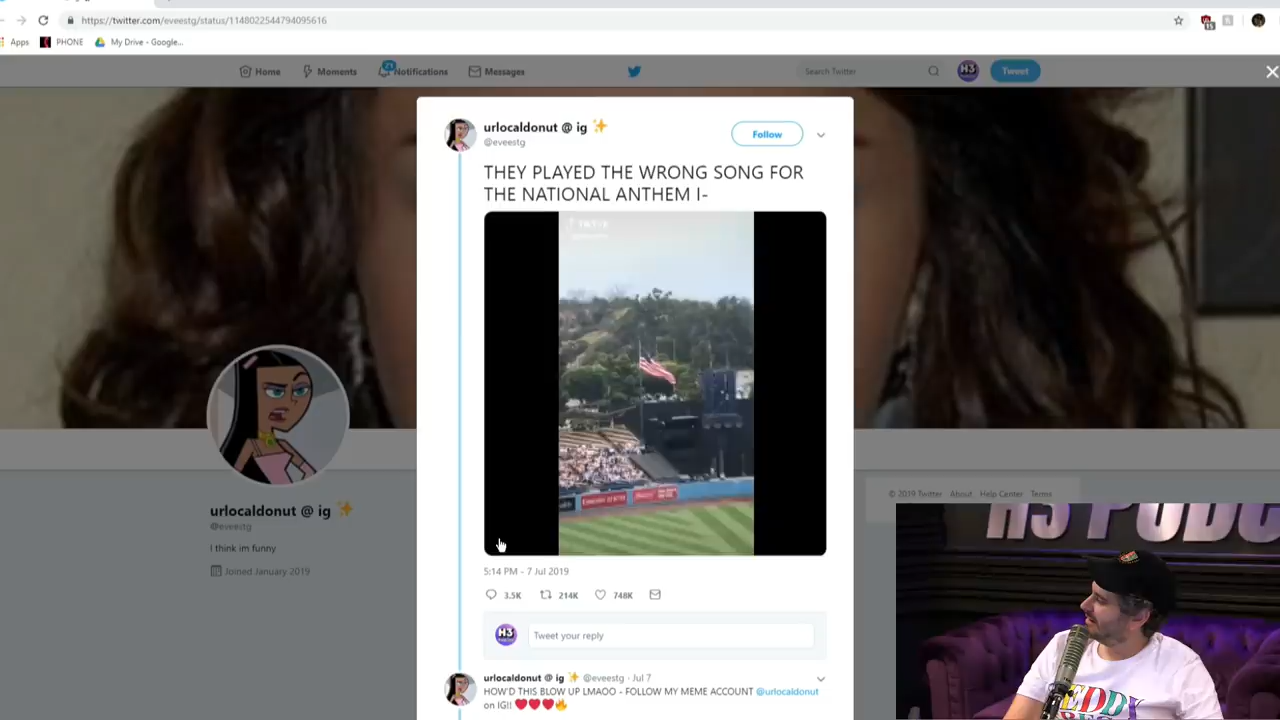 https://twitter.com/eveestg/status/1148022544794095616
Apps PHONE My Drive - Google...
Home Moments 21 Notifications Messages Search Twitter H3 Tweet
urlocaldonut @ ig
@eveestg
Follow
THEY PLAYED THE WRONG SONG FOR
THE NATIONAL ANTHEM I-
5:14 PM - 7 Jul 2019
3.5K 214K 748K
H3 Tweet your reply
urlocaldonut @ ig @eveestg · Jul 7
HOW'D THIS BLOW UP LMAOO - FOLLOW MY MEME ACCOUNT @urlocaldonut
on IG!!
urlocaldonut @ ig
@eveestg
I think im funny
Joined January 2019
© 2019 Twitter About Help Center Terms
H3 PODC